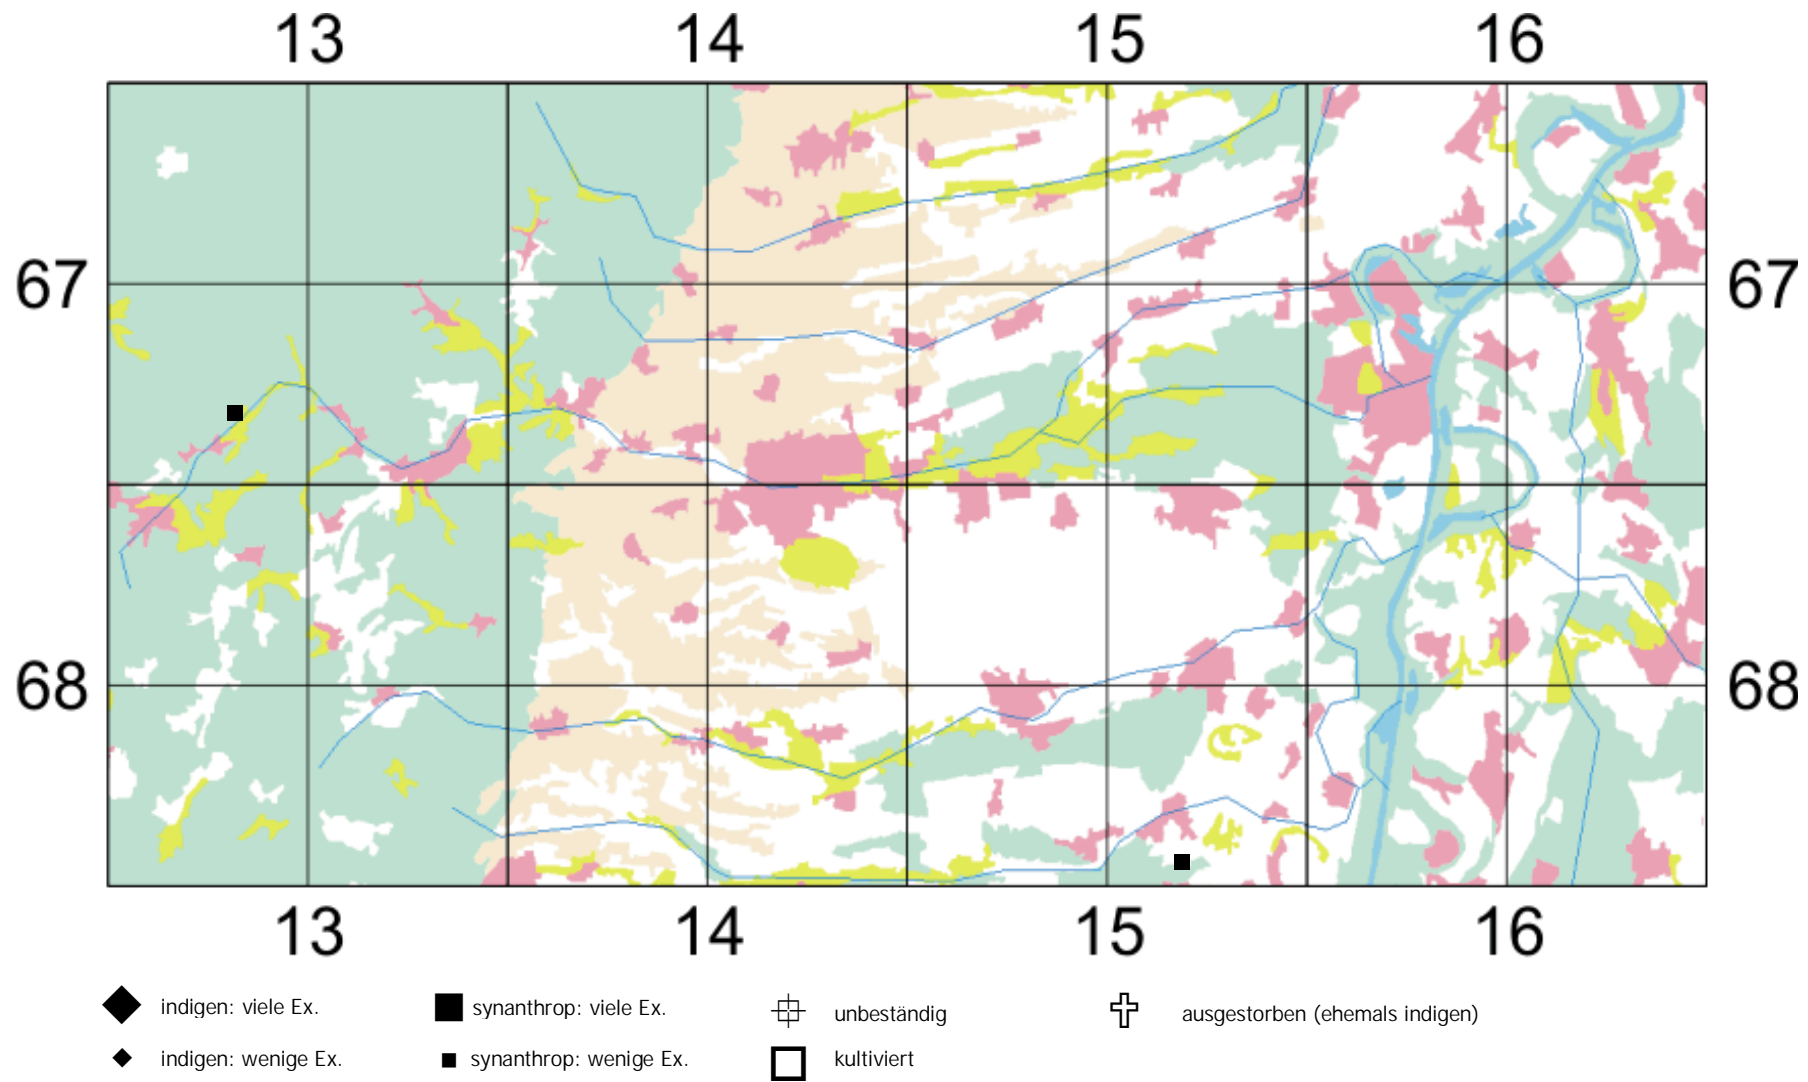 13 14 15 16
67 67
68 68
13 14 15 16
indigen: viele Ex. synanthrop: viele Ex. unbeständig ausgestorben (ehemals indigen)
indigen: wenige Ex. synanthrop: wenige Ex. kultiviert